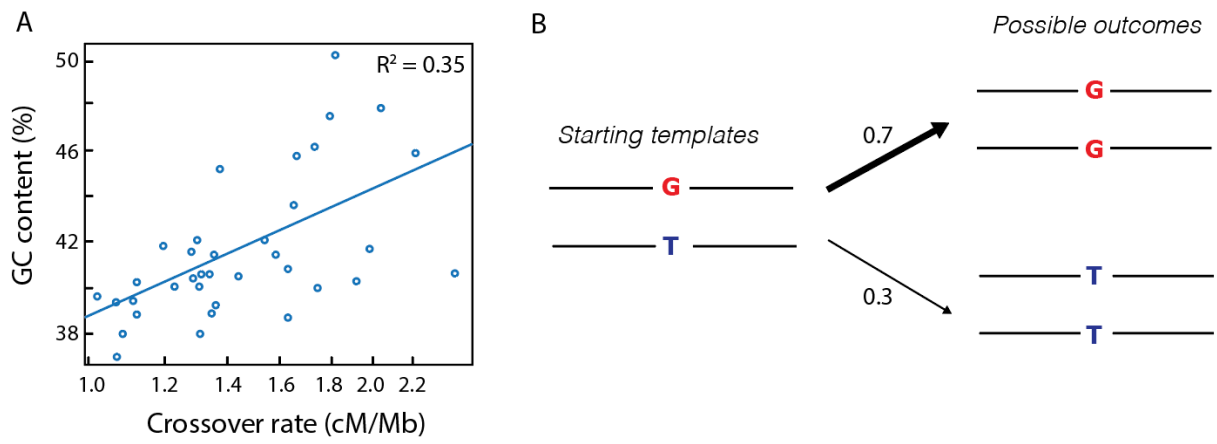 A
R² = 0.35
GC content (%)
50
46
42
38
1.0 1.2 1.4 1.6 1.8 2.0 2.2
Crossover rate (cM/Mb)
B
Possible outcomes
Starting templates
G
T
0.7
0.3
G
G
T
T